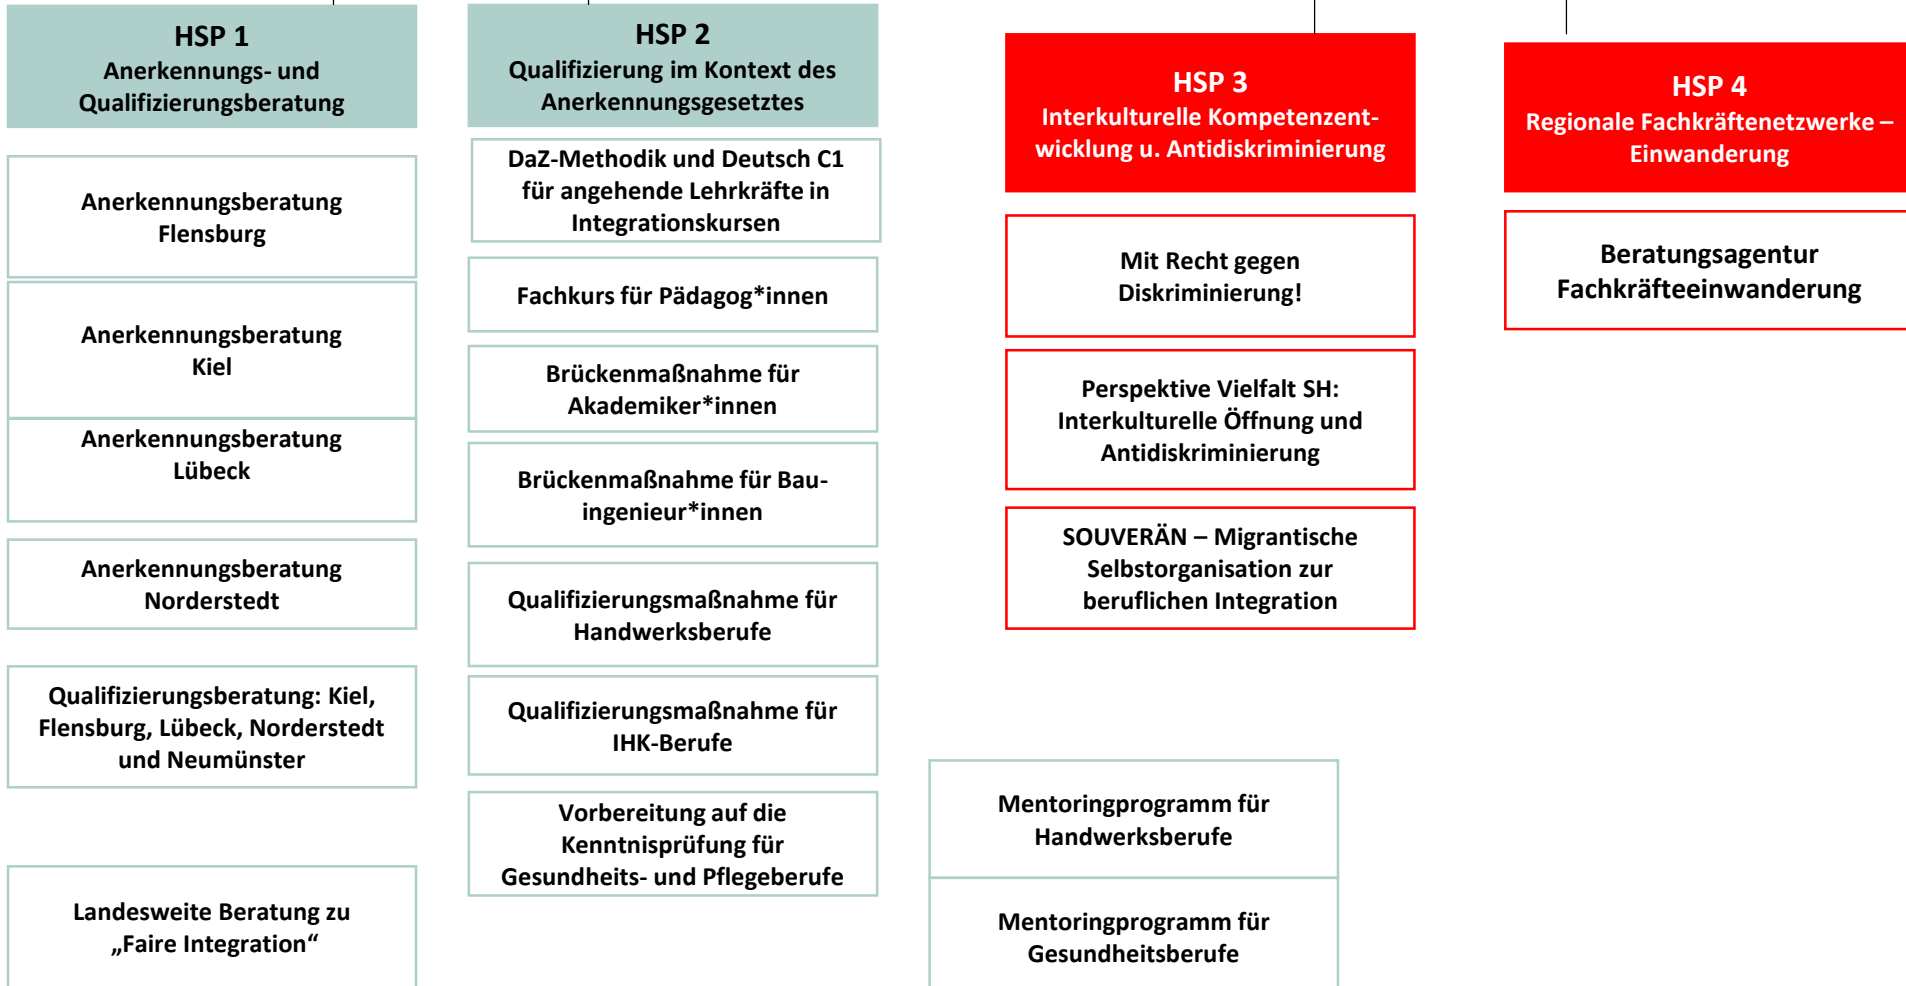 HSP 1
Anerkennungs- und
Qualifizierungsberatung
Anerkennungsberatung
Flensburg
Anerkennungsberatung
Kiel
Anerkennungsberatung
Lübeck
Anerkennungsberatung
Norderstedt
Qualifizierungsberatung: Kiel,
Flensburg, Lübeck, Norderstedt
und Neumünster
Landesweite Beratung zu
„Faire Integration“
HSP 2
Qualifizierung im Kontext des
Anerkennungsgesetztes
DaZ-Methodik und Deutsch C1
für angehende Lehrkräfte in
Integrationskursen
Fachkurs für Pädagog*innen
Brückenmaßnahme für
Akademiker*innen
Brückenmaßnahme für Bau-
ingenieur*innen
Qualifizierungsmaßnahme für
Handwerksberufe
Qualifizierungsmaßnahme für
IHK-Berufe
Vorbereitung auf die
Kenntnisprüfung für
Gesundheits- und Pflegeberufe
Mentoringprogramm für
Handwerksberufe
Mentoringprogramm für
Gesundheitsberufe
HSP 3
Interkulturelle Kompetenzent-
wicklung u. Antidiskriminierung
Mit Recht gegen
Diskriminierung!
Perspektive Vielfalt SH:
Interkulturelle Öffnung und
Antidiskriminierung
SOUVERÄN – Migrantische
Selbstorganisation zur
beruflichen Integration
HSP 4
Regionale Fachkräftenetzwerke –
Einwanderung
Beratungsagentur
Fachkräfteeinwanderung